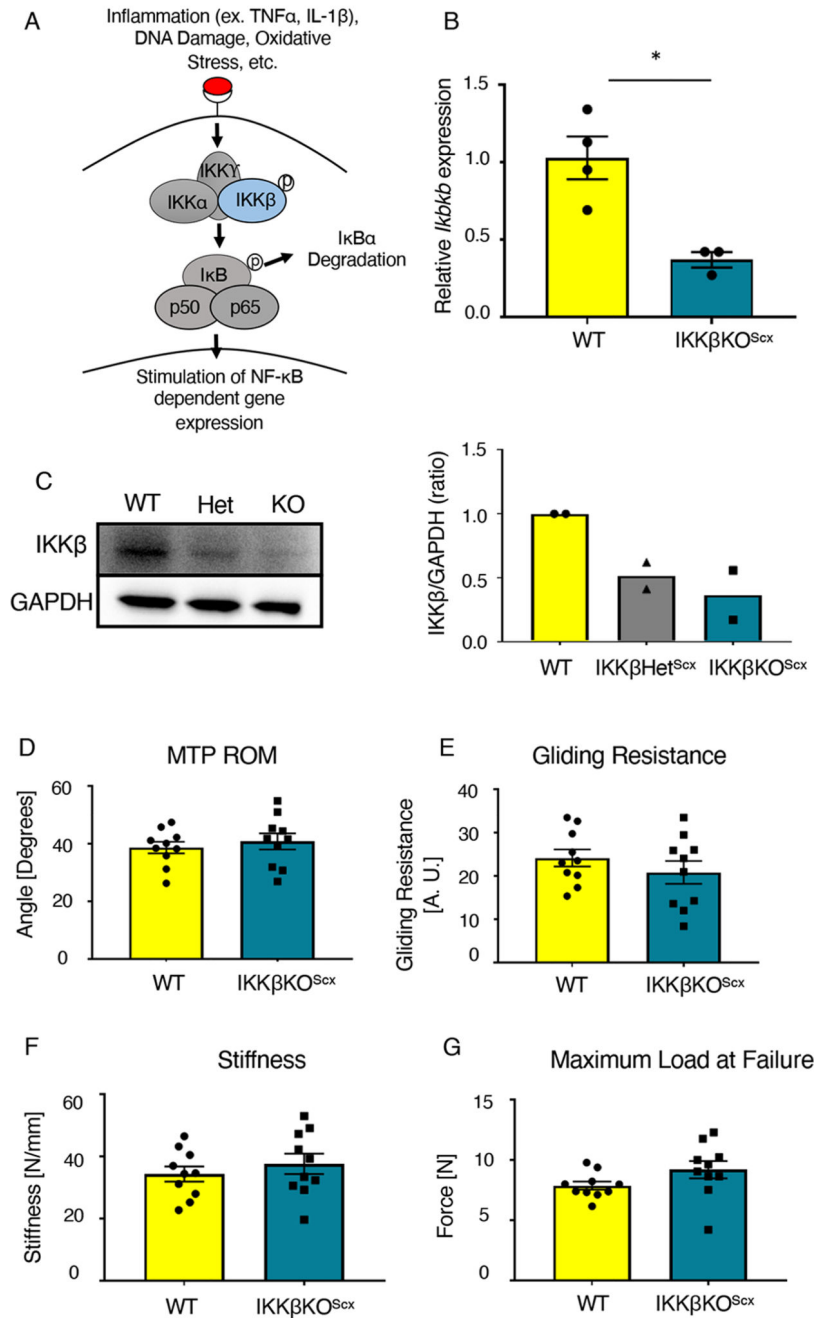 A
Inflammation (ex. TNFα, IL-1β),
DNA Damage, Oxidative
Stress, etc.
IKKϒ
IKKα
IKKβ
p
IκB
p
IκBα
Degradation
p50
p65
Stimulation of NF-κB
dependent gene
expression
B
*
Relative Ikbkb expression
1.5
1.0
0.5
0.0
WT
IKKβKOScx
C
WT Het KO
IKKβ
GAPDH
IKKβ/GAPDH (ratio)
1.5
1.0
0.5
0.0
WT
IKKβHetScx
IKKβKOScx
D
MTP ROM
Angle [Degrees]
60
40
20
0
WT
IKKβKOScx
E
Gliding Resistance
Gliding Resistance
[A. U.]
40
30
20
10
0
WT
IKKβKOScx
F
Stiffness
Stiffness [N/mm]
60
40
20
0
WT
IKKβKOScx
G
Maximum Load at Failure
Force [N]
15
10
5
0
WT
IKKβKOScx